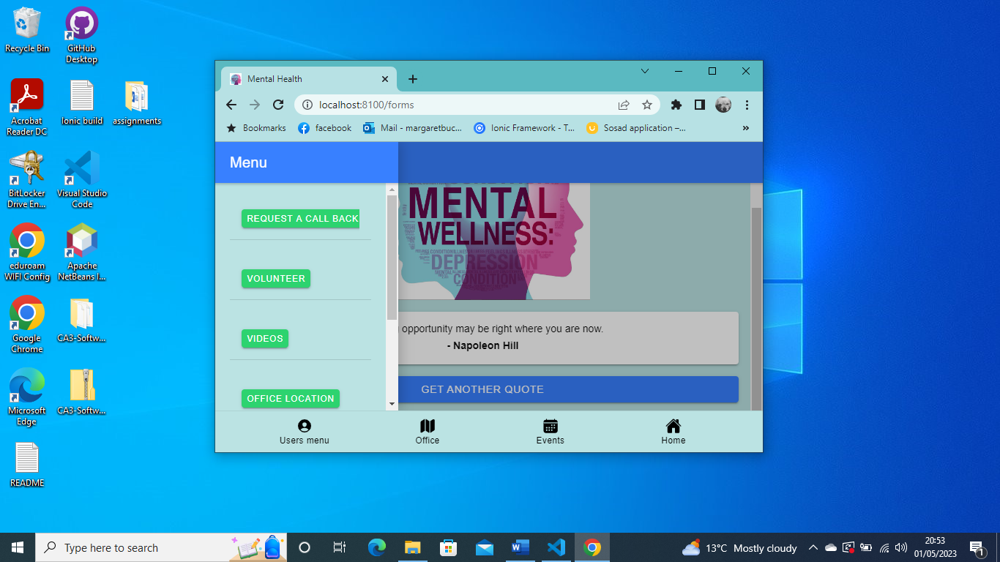 Recycle Bin
GitHub
Desktop
Acrobat
Reader DC
Ionic build
assignments
BitLocker
Drive En...
Visual Studio
Code
eduroam
WIFI Config
Apache
NetBeans I...
Google
Chrome
CA3-Softw...
Microsoft
Edge
CA3-Softw...
README
Mental Health
localhost:8100/forms
Bookmarks
facebook
Mail - margaretbuc...
Ionic Framework - T...
Sosad application –...
»
Menu
REQUEST A CALL BACK
VOLUNTEER
VIDEOS
OFFICE LOCATION
MENTAL
WELLNESS:
DEPRESSION
CONDITION
opportunity may be right where you are now.
- Napoleon Hill
GET ANOTHER QUOTE
Users menu
Office
Events
Home
Type here to search
13°C Mostly cloudy
20:53
01/05/2023
1